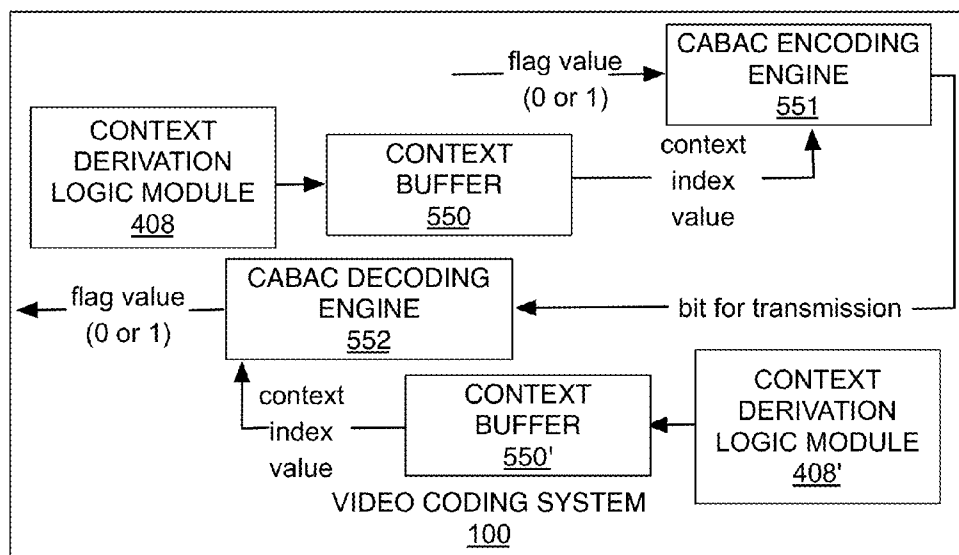 flag value
(0 or 1)
CABAC ENCODING
ENGINE
551
CONTEXT
DERIVATION
LOGIC MODULE
408
CONTEXT
BUFFER
550
context
index
value
flag value
(0 or 1)
CABAC DECODING
ENGINE
552
bit for transmission
context
index
value
CONTEXT
BUFFER
550'
CONTEXT
DERIVATION
LOGIC MODULE
408'
VIDEO CODING SYSTEM
100